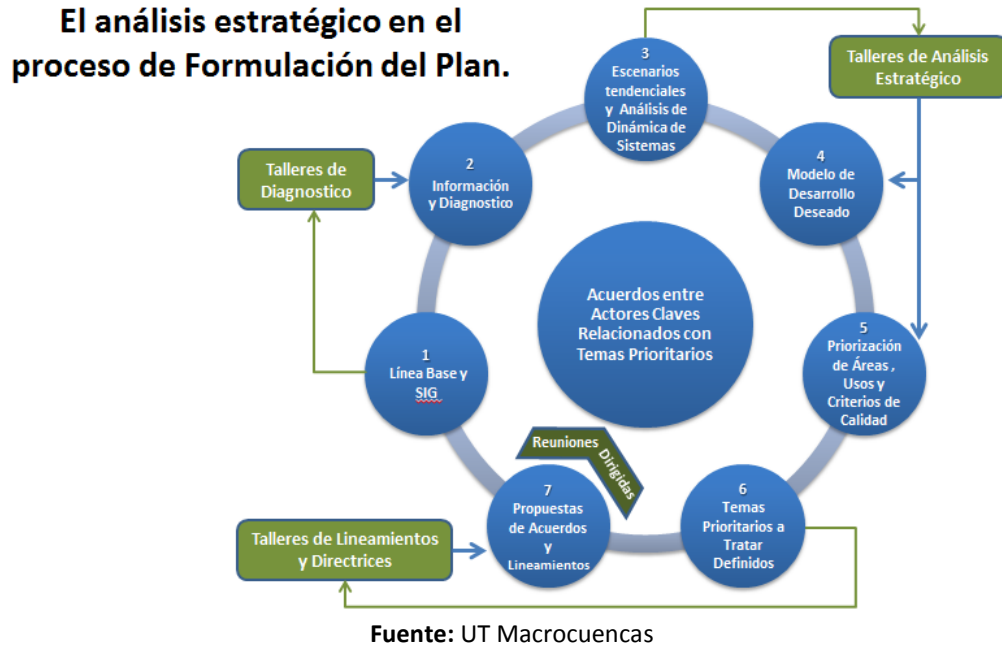 El análisis estratégico en el
proceso de Formulación del Plan.
3
Escenarios
tendenciales
y Análisis de
Dinámica de
Sistemas
Talleres de Análisis
Estratégico
2
Información
y Diagnostico
Talleres de
Diagnostico
4
Modelo de
Desarrollo
Deseado
Acuerdos entre
Actores Claves
Relacionados con
Temas Prioritarios
1
Línea Base y
SIG
5
Priorización
de Áreas ,
Usos y
Criterios de
Calidad
Reuniones
Dirigidas
7
Propuestas
de Acuerdos
y
Lineamientos
6
Temas
Prioritarios a
Tratar
Definidos
Talleres de Lineamientos
y Directrices
Fuente: UT Macrocuencas